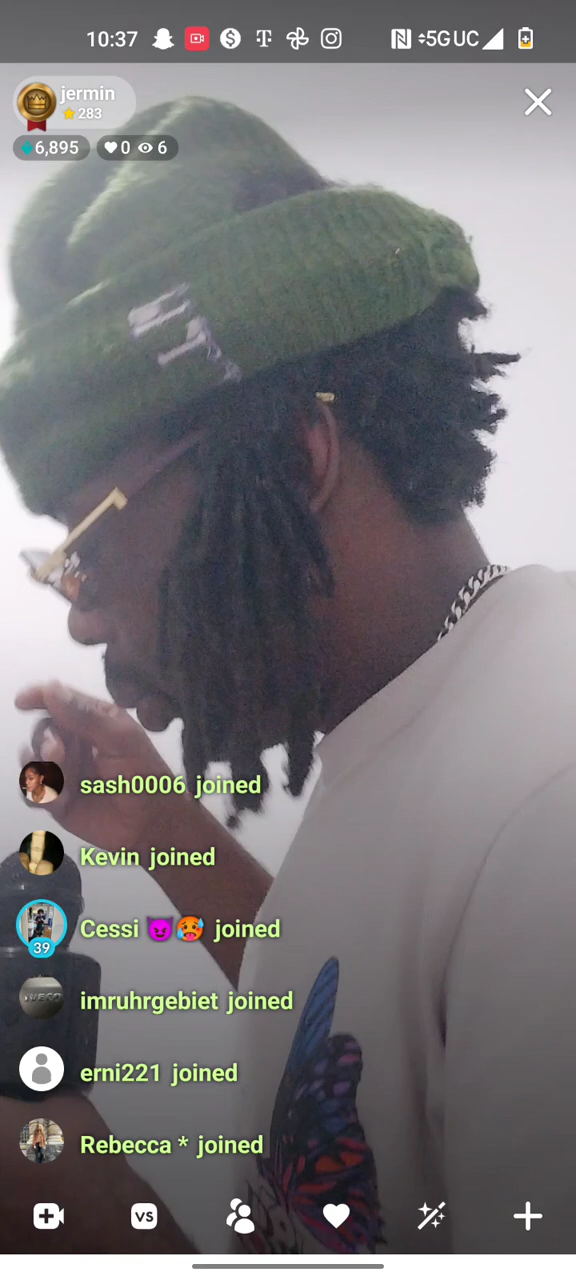 10:37
5G UC
jermin
283
6,895
0 6
sash0006 joined
Kevin joined
39
Cessi 😈🥵 joined
IVECO
imruhrgebiet joined
erni221 joined
Rebecca * joined
VS